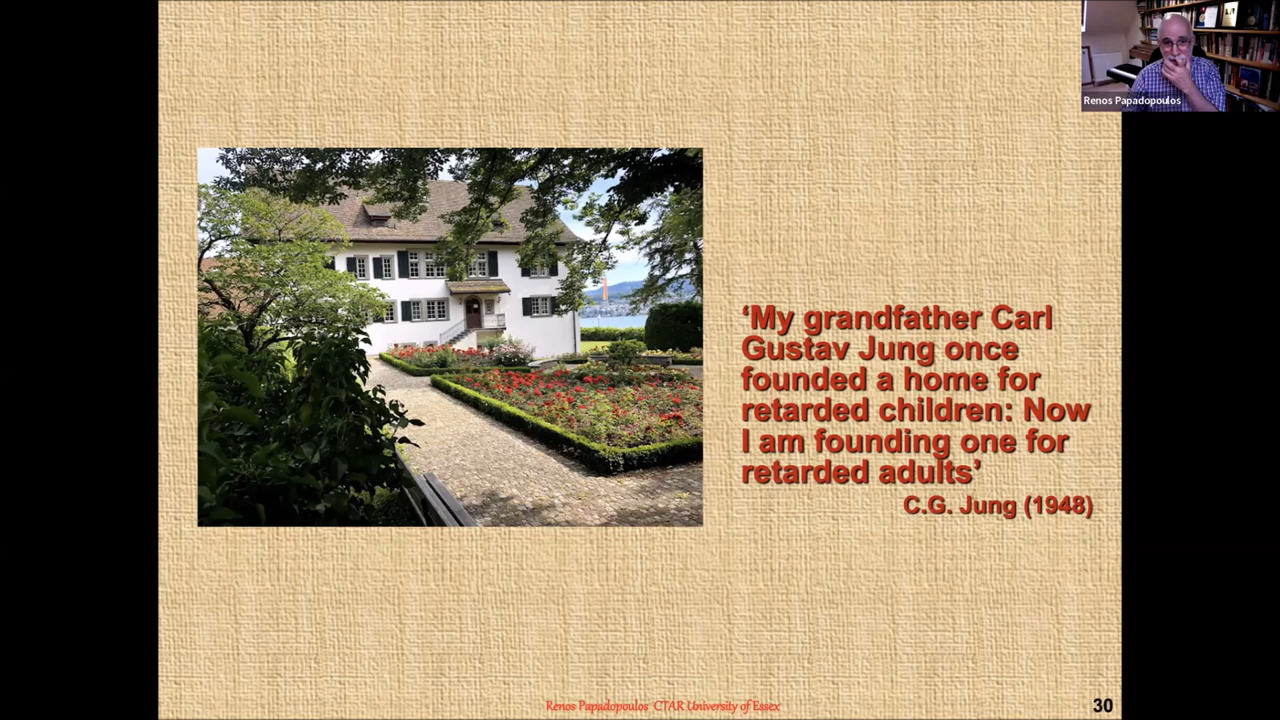 Renos Papadopoulos
‘My grandfather Carl
Gustav Jung once
founded a home for
retarded children: Now
I am founding one for
retarded adults’
C.G. Jung (1948)
Renos Papadopoulos CTAR University of Essex
30